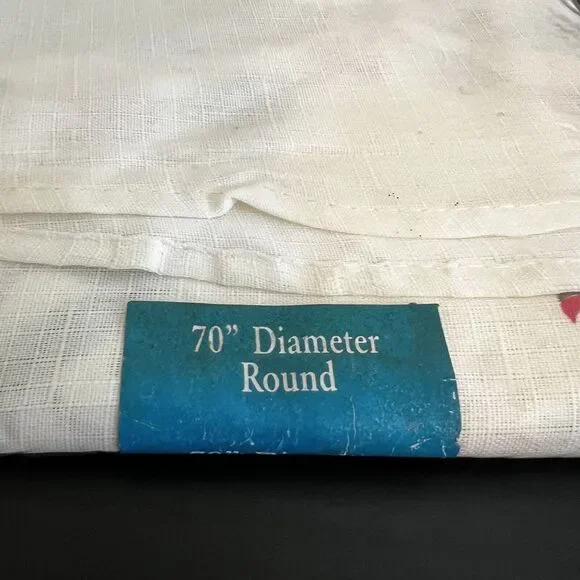 70” Diameter
Round